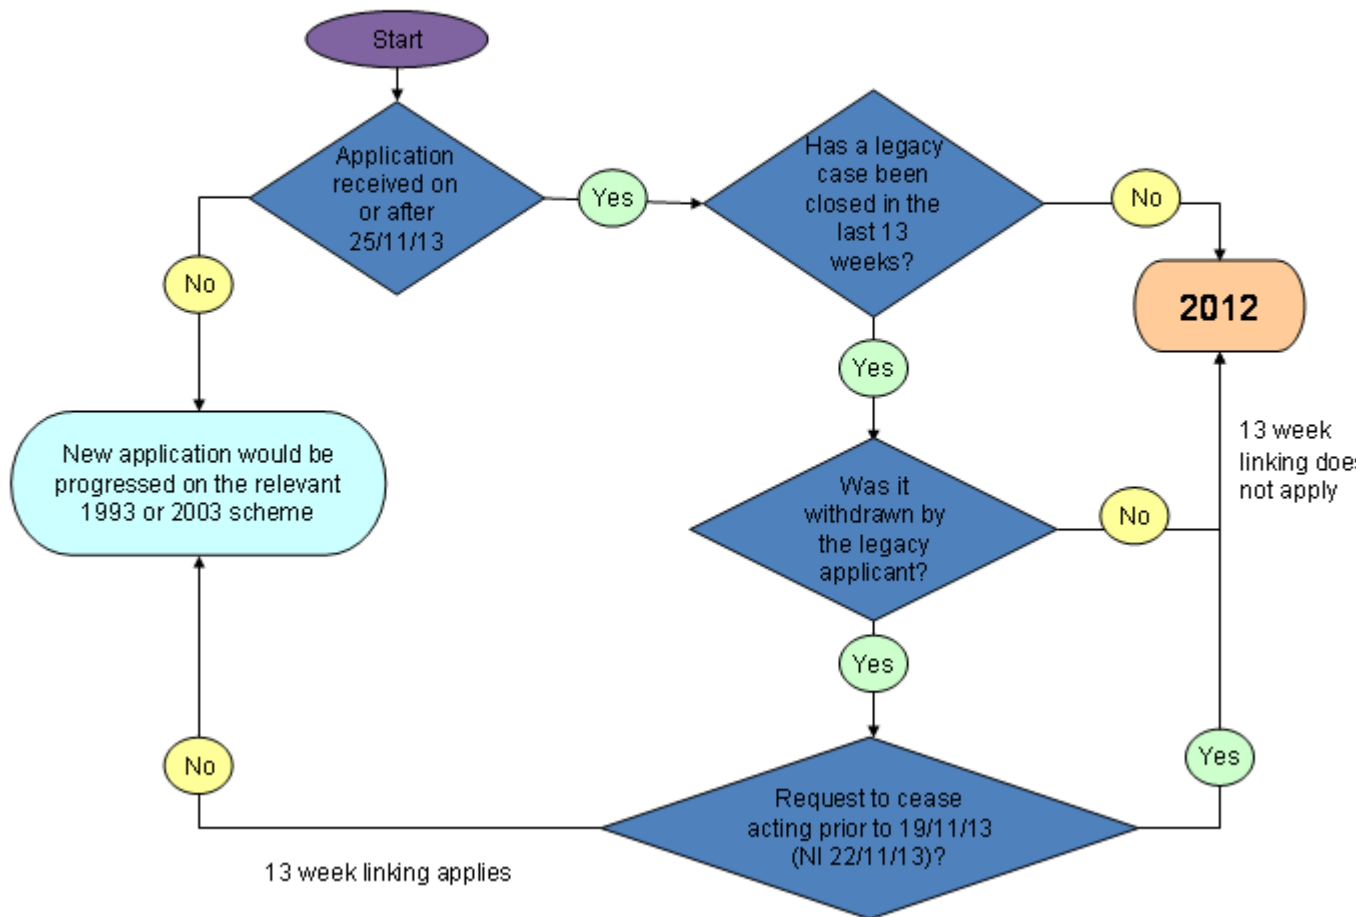 Start
Application
received on
or after
25/11/13
Yes
Has a legacy
case been
closed in the
last 13
weeks?
No
2012
No
Yes
New application would be
progressed on the relevant
1993 or 2003 scheme
Was it
withdrawn by
the legacy
applicant?
No
13 week
linking does
not apply
Yes
No
Request to cease
acting prior to 19/11/13
(NI 22/11/13)?
Yes
13 week linking applies